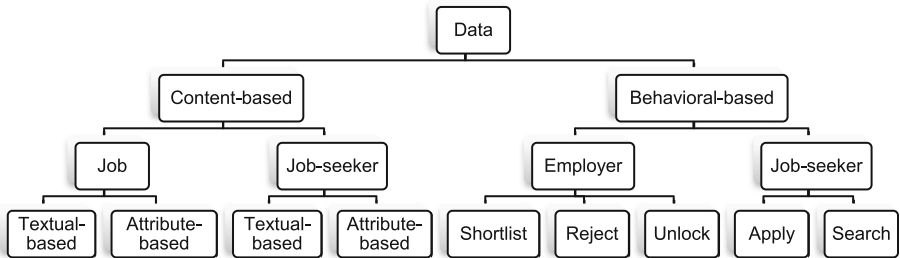 Data
Content-based
Behavioral-based
Job
Job-seeker
Employer
Job-seeker
Textual-
based
Attribute-
based
Textual-
based
Attribute-
based
Shortlist
Reject
Unlock
Apply
Search